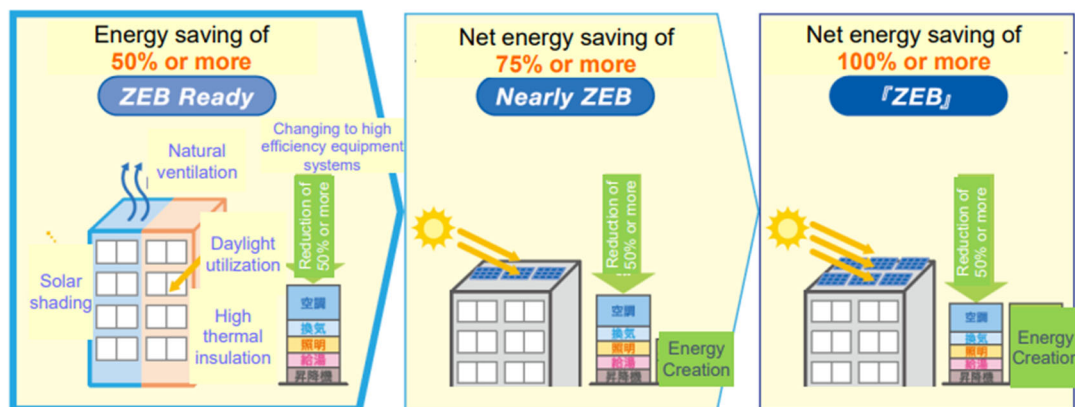 Energy saving of
50% or more
ZEB Ready
Changing to high
efficiency equipment
systems
Natural
ventilation
Reduction of
50% or more
Daylight
utilization
Solar
shading
High
thermal
insulation
空調
換気
照明
給湯
昇降機
Net energy saving of
75% or more
Nearly ZEB
Reduction of
50% or more
空調
換気
照明
給湯
昇降機
Energy
Creation
Net energy saving of
100% or more
『ZEB』
Reduction of
50% or more
空調
換気
照明
給湯
昇降機
Energy
Creation